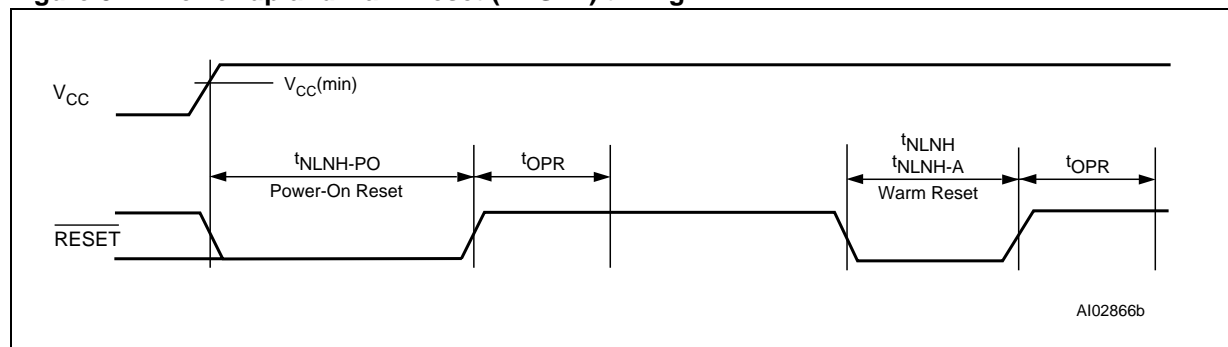 VCC
VCC(min)
tNLNH-PO
Power-On Reset
tOPR
tNLNH
tNLNH-A
Warm Reset
tOPR
RESET
AI02866b